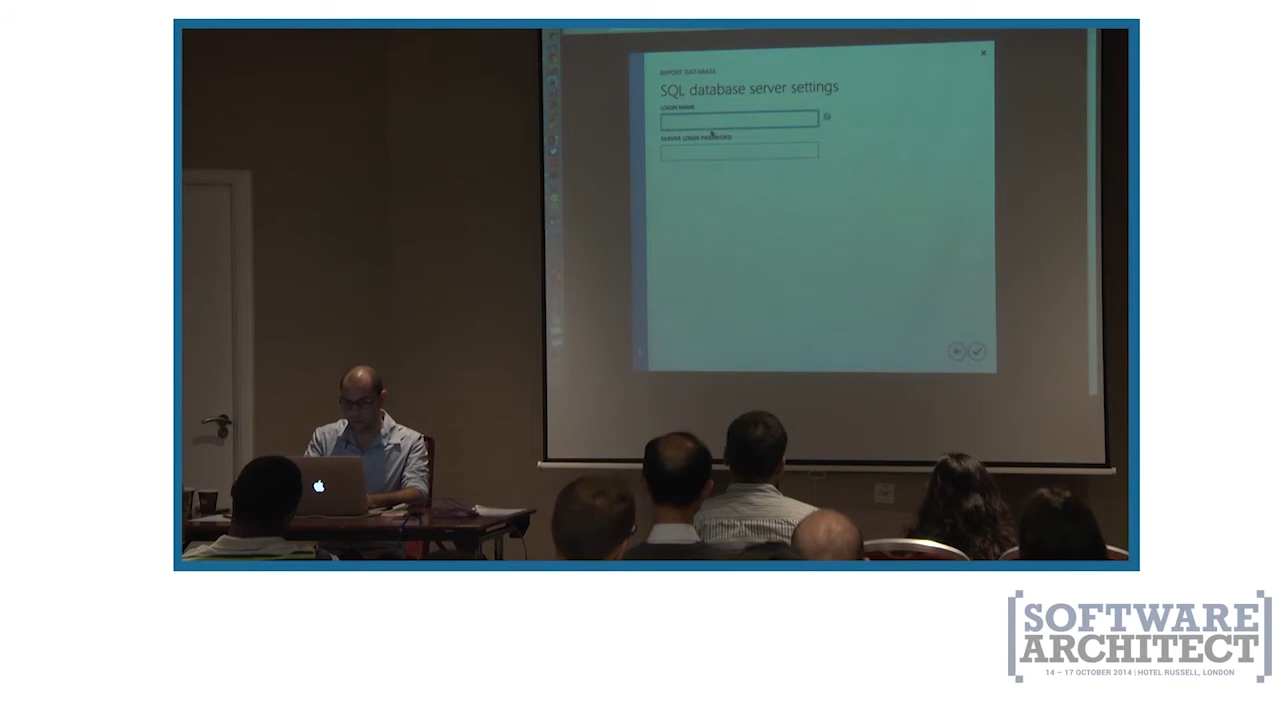 IMPORT DATABASE
SQL database server settings
LOGIN NAME
SERVER LOGIN PASSWORD
[SOFTWARE
ARCHITECT]
14 – 17 OCTOBER 2014 | HOTEL RUSSELL, LONDON